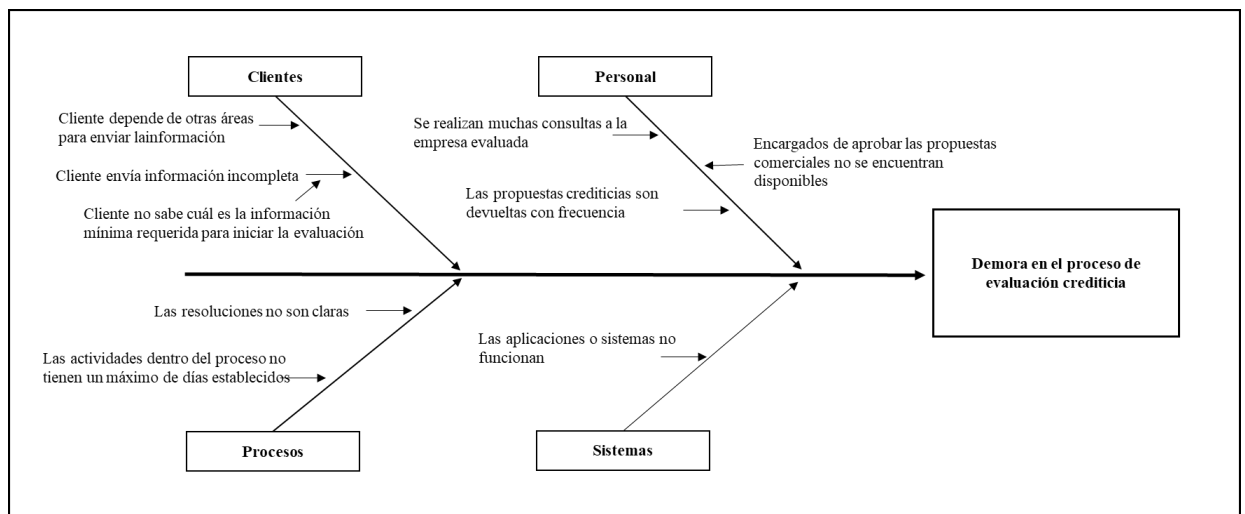 Clientes
Cliente depende de otras áreas
para enviar lainformación
Cliente envía información incompleta
Cliente no sabe cuál es la información
mínima requerida para iniciar la evaluación
Personal
Se realizan muchas consultas a la
empresa evaluada
Encargados de aprobar las propuestas
comerciales no se encuentran
disponibles
Las propuestas crediticias son
devueltas con frecuencia
Demora en el proceso de
evaluación crediticia
Las resoluciones no son claras
Las actividades dentro del proceso no
tienen un máximo de días establecidos
Procesos
Las aplicaciones o sistemas no
funcionan
Sistemas